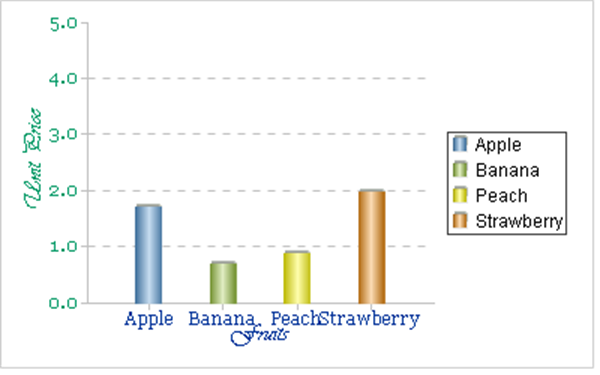 5.0
4.0
3.0
2.0
1.0
0.0
Unit Price
Apple Banana Peach Strawberry
Fruits
Apple
Banana
Peach
Strawberry